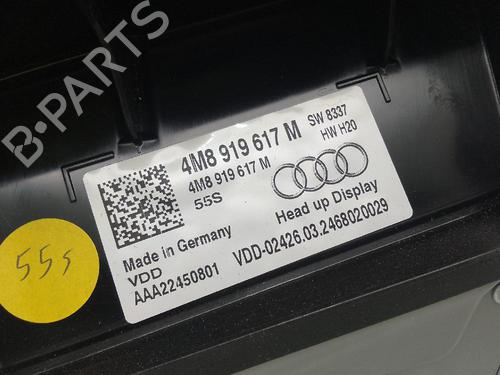 B-PARTS
4M8 919 617 M
SW 8337
4M8 919 617 M
HW H20
55S
Head up Display
Made in Germany
VDD
VDD-02426.03.2468020029
AAA22450801
55s